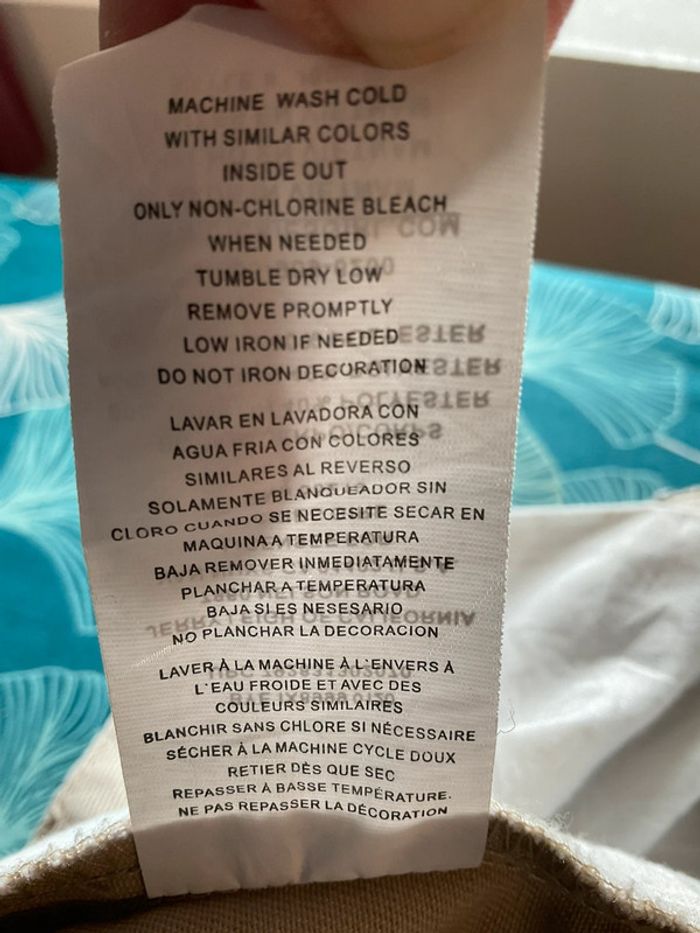 MACHINE WASH COLD
WITH SIMILAR COLORS
INSIDE OUT
ONLY NON-CHLORINE BLEACH
WHEN NEEDED
TUMBLE DRY LOW
REMOVE PROMPTLY
LOW IRON IF NEEDED
DO NOT IRON DECORATION
LAVAR EN LAVADORA CON
AGUA FRIA CON COLORES
SIMILARES AL REVERSO
SOLAMENTE BLANQUEADOR SIN
CLORO CUANDO SE NECESITE SECAR EN
MAQUINA A TEMPERATURA
BAJA REMOVER INMEDIATAMENTE
PLANCHAR A TEMPERATURA
BAJA SI ES NESESARIO
NO PLANCHAR LA DECORACION
LAVER À LA MACHINE À L'ENVERS À
L'EAU FROIDE ET AVEC DES
COULEURS SIMILAIRES
BLANCHIR SANS CHLORE SI NÉCESSAIRE
SÉCHER À LA MACHINE CYCLE DOUX
RETIER DÈS QUE SEC
REPASSER À BASSE TEMPÉRATURE.
NE PAS REPASSER LA DÉCORATION